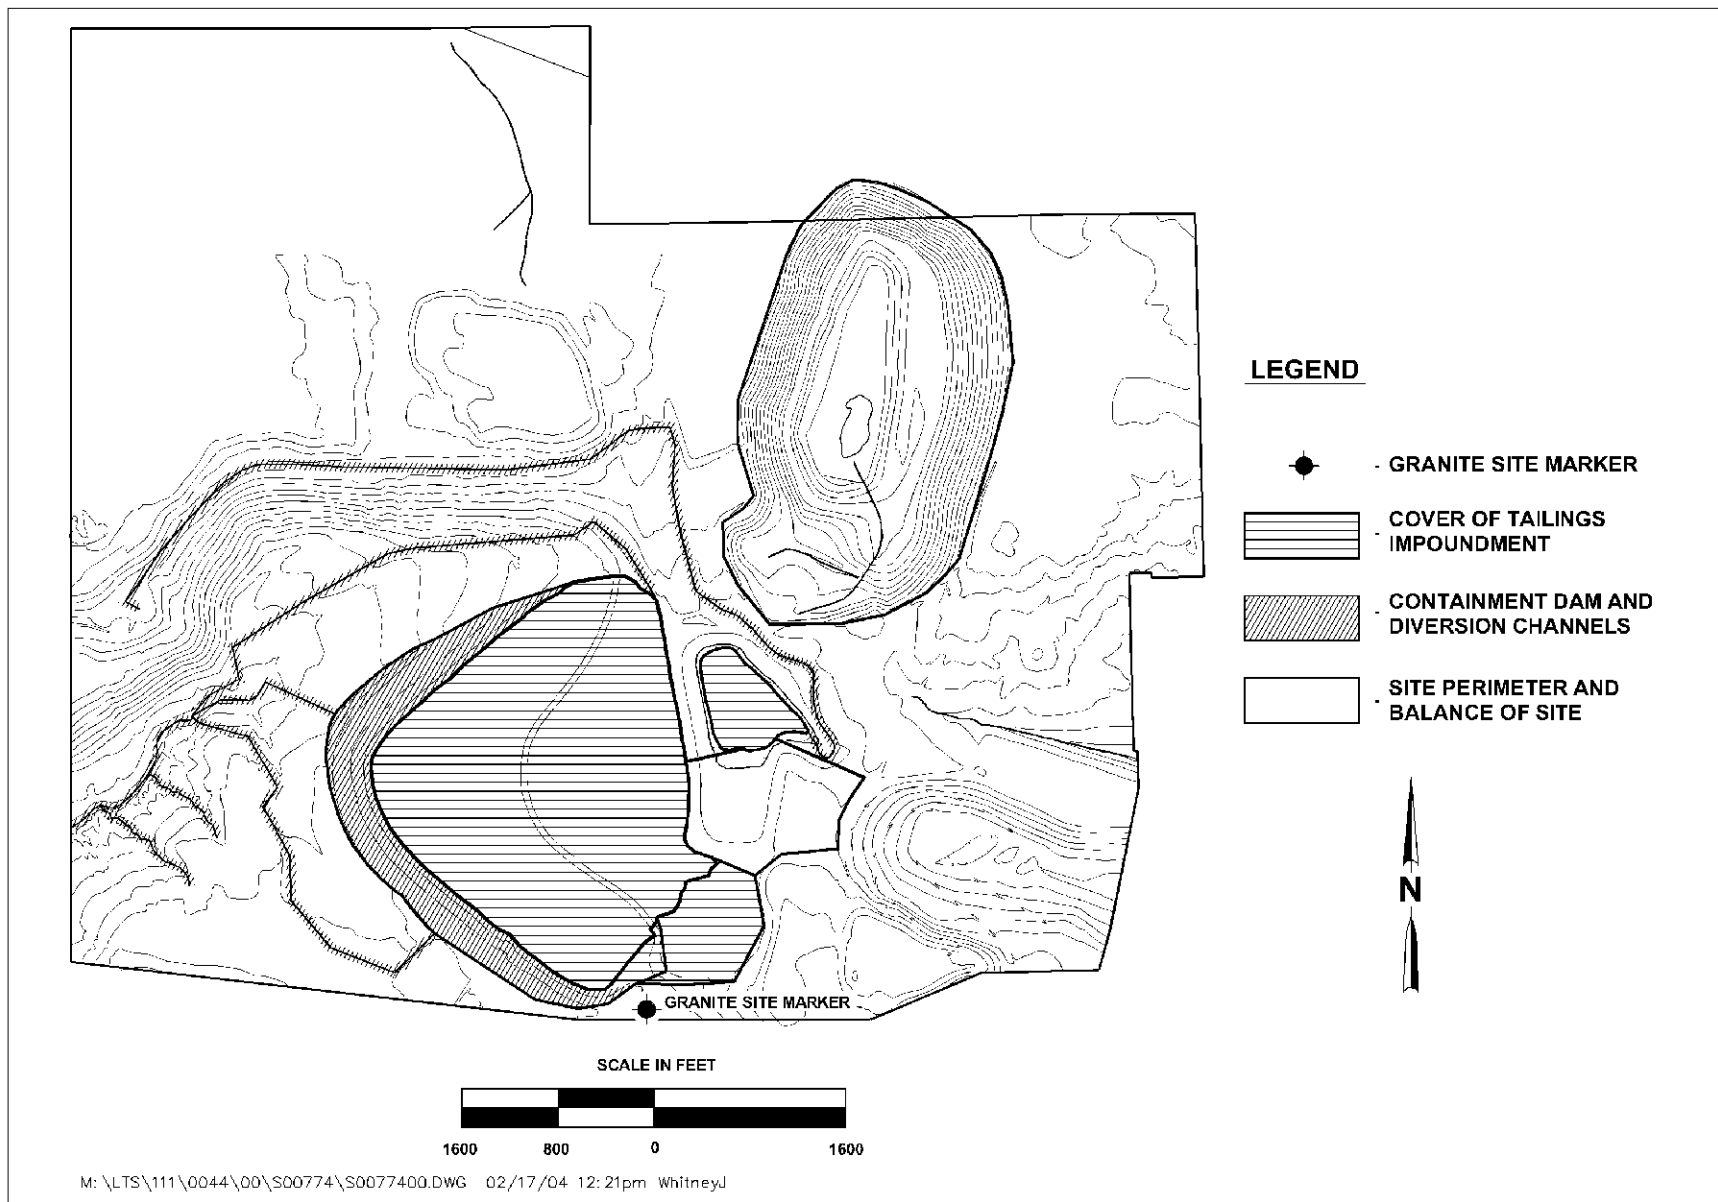 LEGEND
GRANITE SITE MARKER
COVER OF TAILINGS
IMPOUNDMENT
CONTAINMENT DAM AND
DIVERSION CHANNELS
SITE PERIMETER AND
BALANCE OF SITE
N
GRANITE SITE MARKER
SCALE IN FEET
1600 800 0 1600
M:\LTS\111\0044\00\S00774\S0077400.DWG 02/17/04 12:21pm WhitneyJ